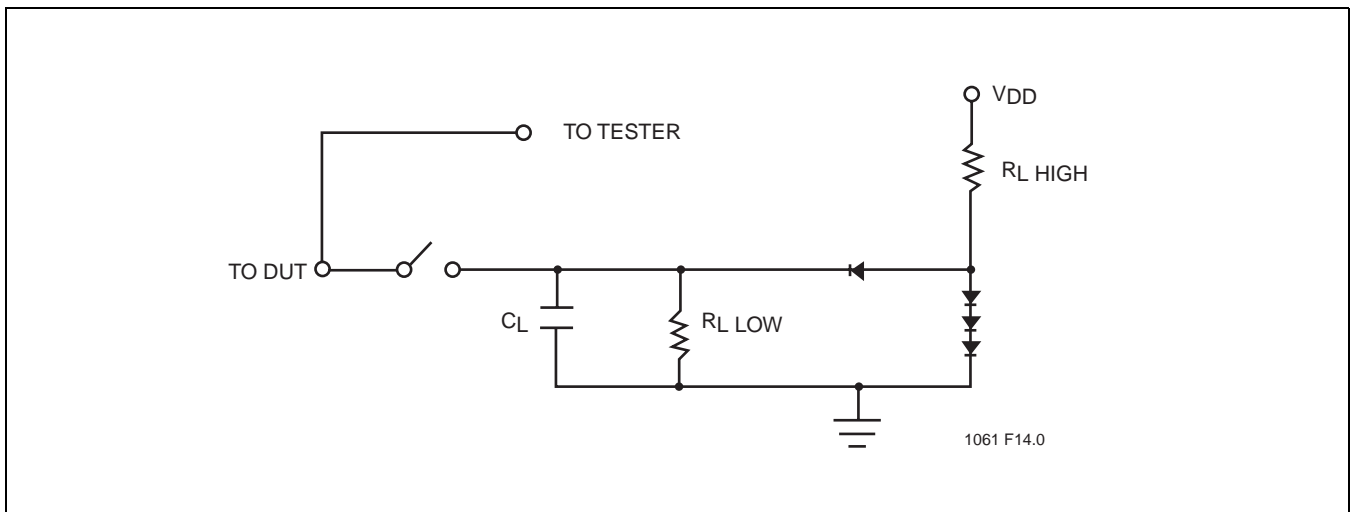 VDD
TO TESTER
RL HIGH
TO DUT
CL
RL LOW
1061 F14.0